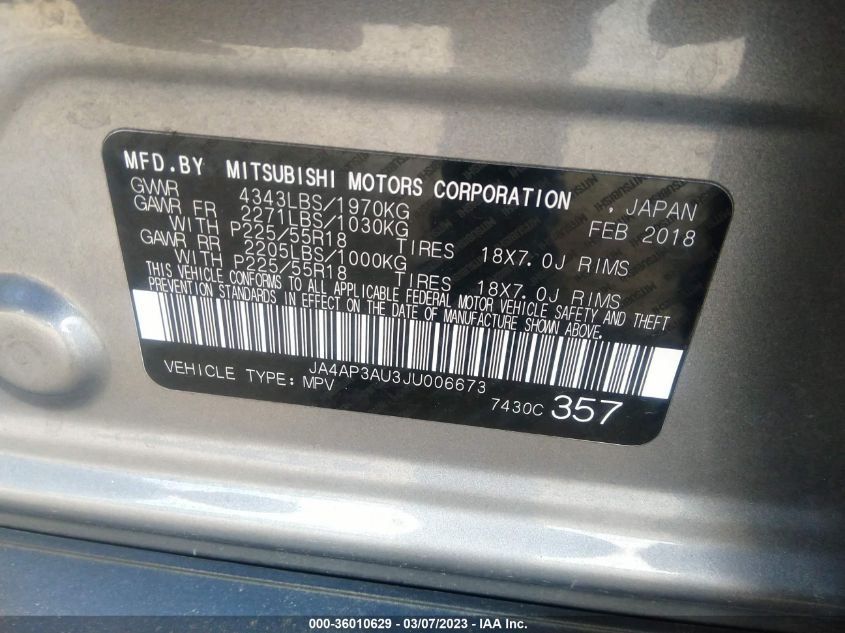 MFD.BY MITSUBISHI MOTORS CORPORATION , JAPAN
GVWR 4343LBS/1970KG FEB 2018
GAWR FR 2271LBS/1030KG
WITH P225/55R18 TIRES 18X7.0J RIMS
GAWR RR 2205LBS/1000KG
WITH P225/55R18 TIRES 18X7.0J RIMS
THIS VEHICLE CONFORMS TO ALL APPLICABLE FEDERAL MOTOR VEHICLE SAFETY AND THEFT
PREVENTION STANDARDS IN EFFECT ON THE DATE OF MANUFACTURE SHOWN ABOVE.
JA4AP3AU3JU006673
VEHICLE TYPE: MPV 7430C 357
000-36010629 — 03/07/2023 — IAA Inc.